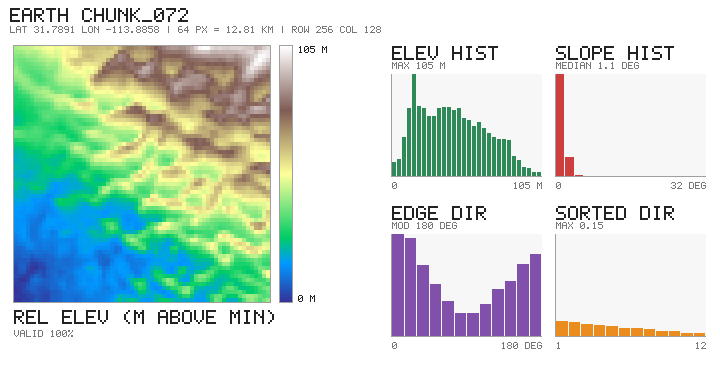 EARTH CHUNK_072
LAT 31.7891 LON -113.8858 | 64 PX = 12.81 KM | ROW 256 COL 128
105 M
0 M
REL ELEV (M ABOVE MIN)
VALID 100%
ELEV HIST
MAX 105 M
0 105 M
SLOPE HIST
MEDIAN 1.1 DEG
0 32 DEG
EDGE DIR
MOD 180 DEG
0 180 DEG
SORTED DIR
MAX 0.15
1 12